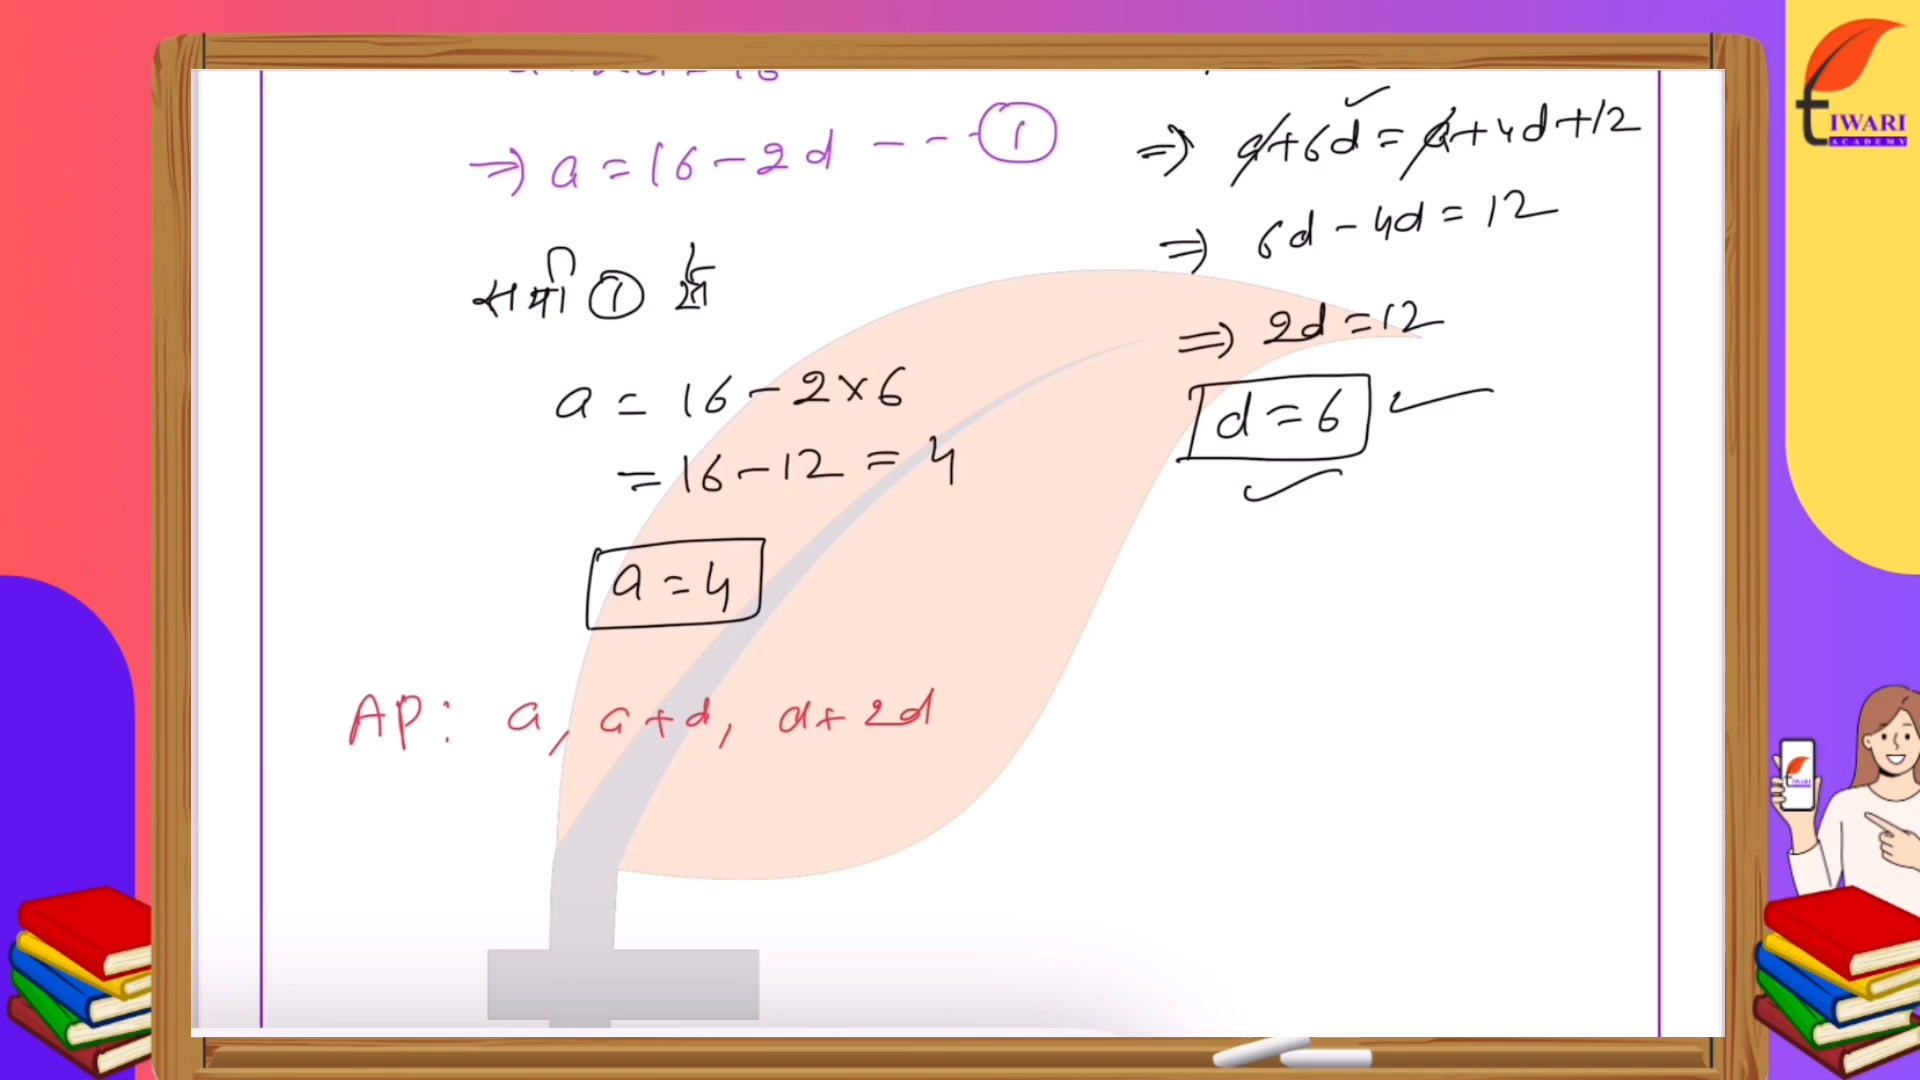 ⇒ a = 16 - 2d --- ①
समी ① से
a = 16 - 2×6
= 16 - 12 = 4
a = 4
⇒ a + 6d = a + 4d + 12
⇒ 6d - 4d = 12
⇒ 2d = 12
d = 6
AP: a, a+d, a+2d
TIWARI
ACADEMY